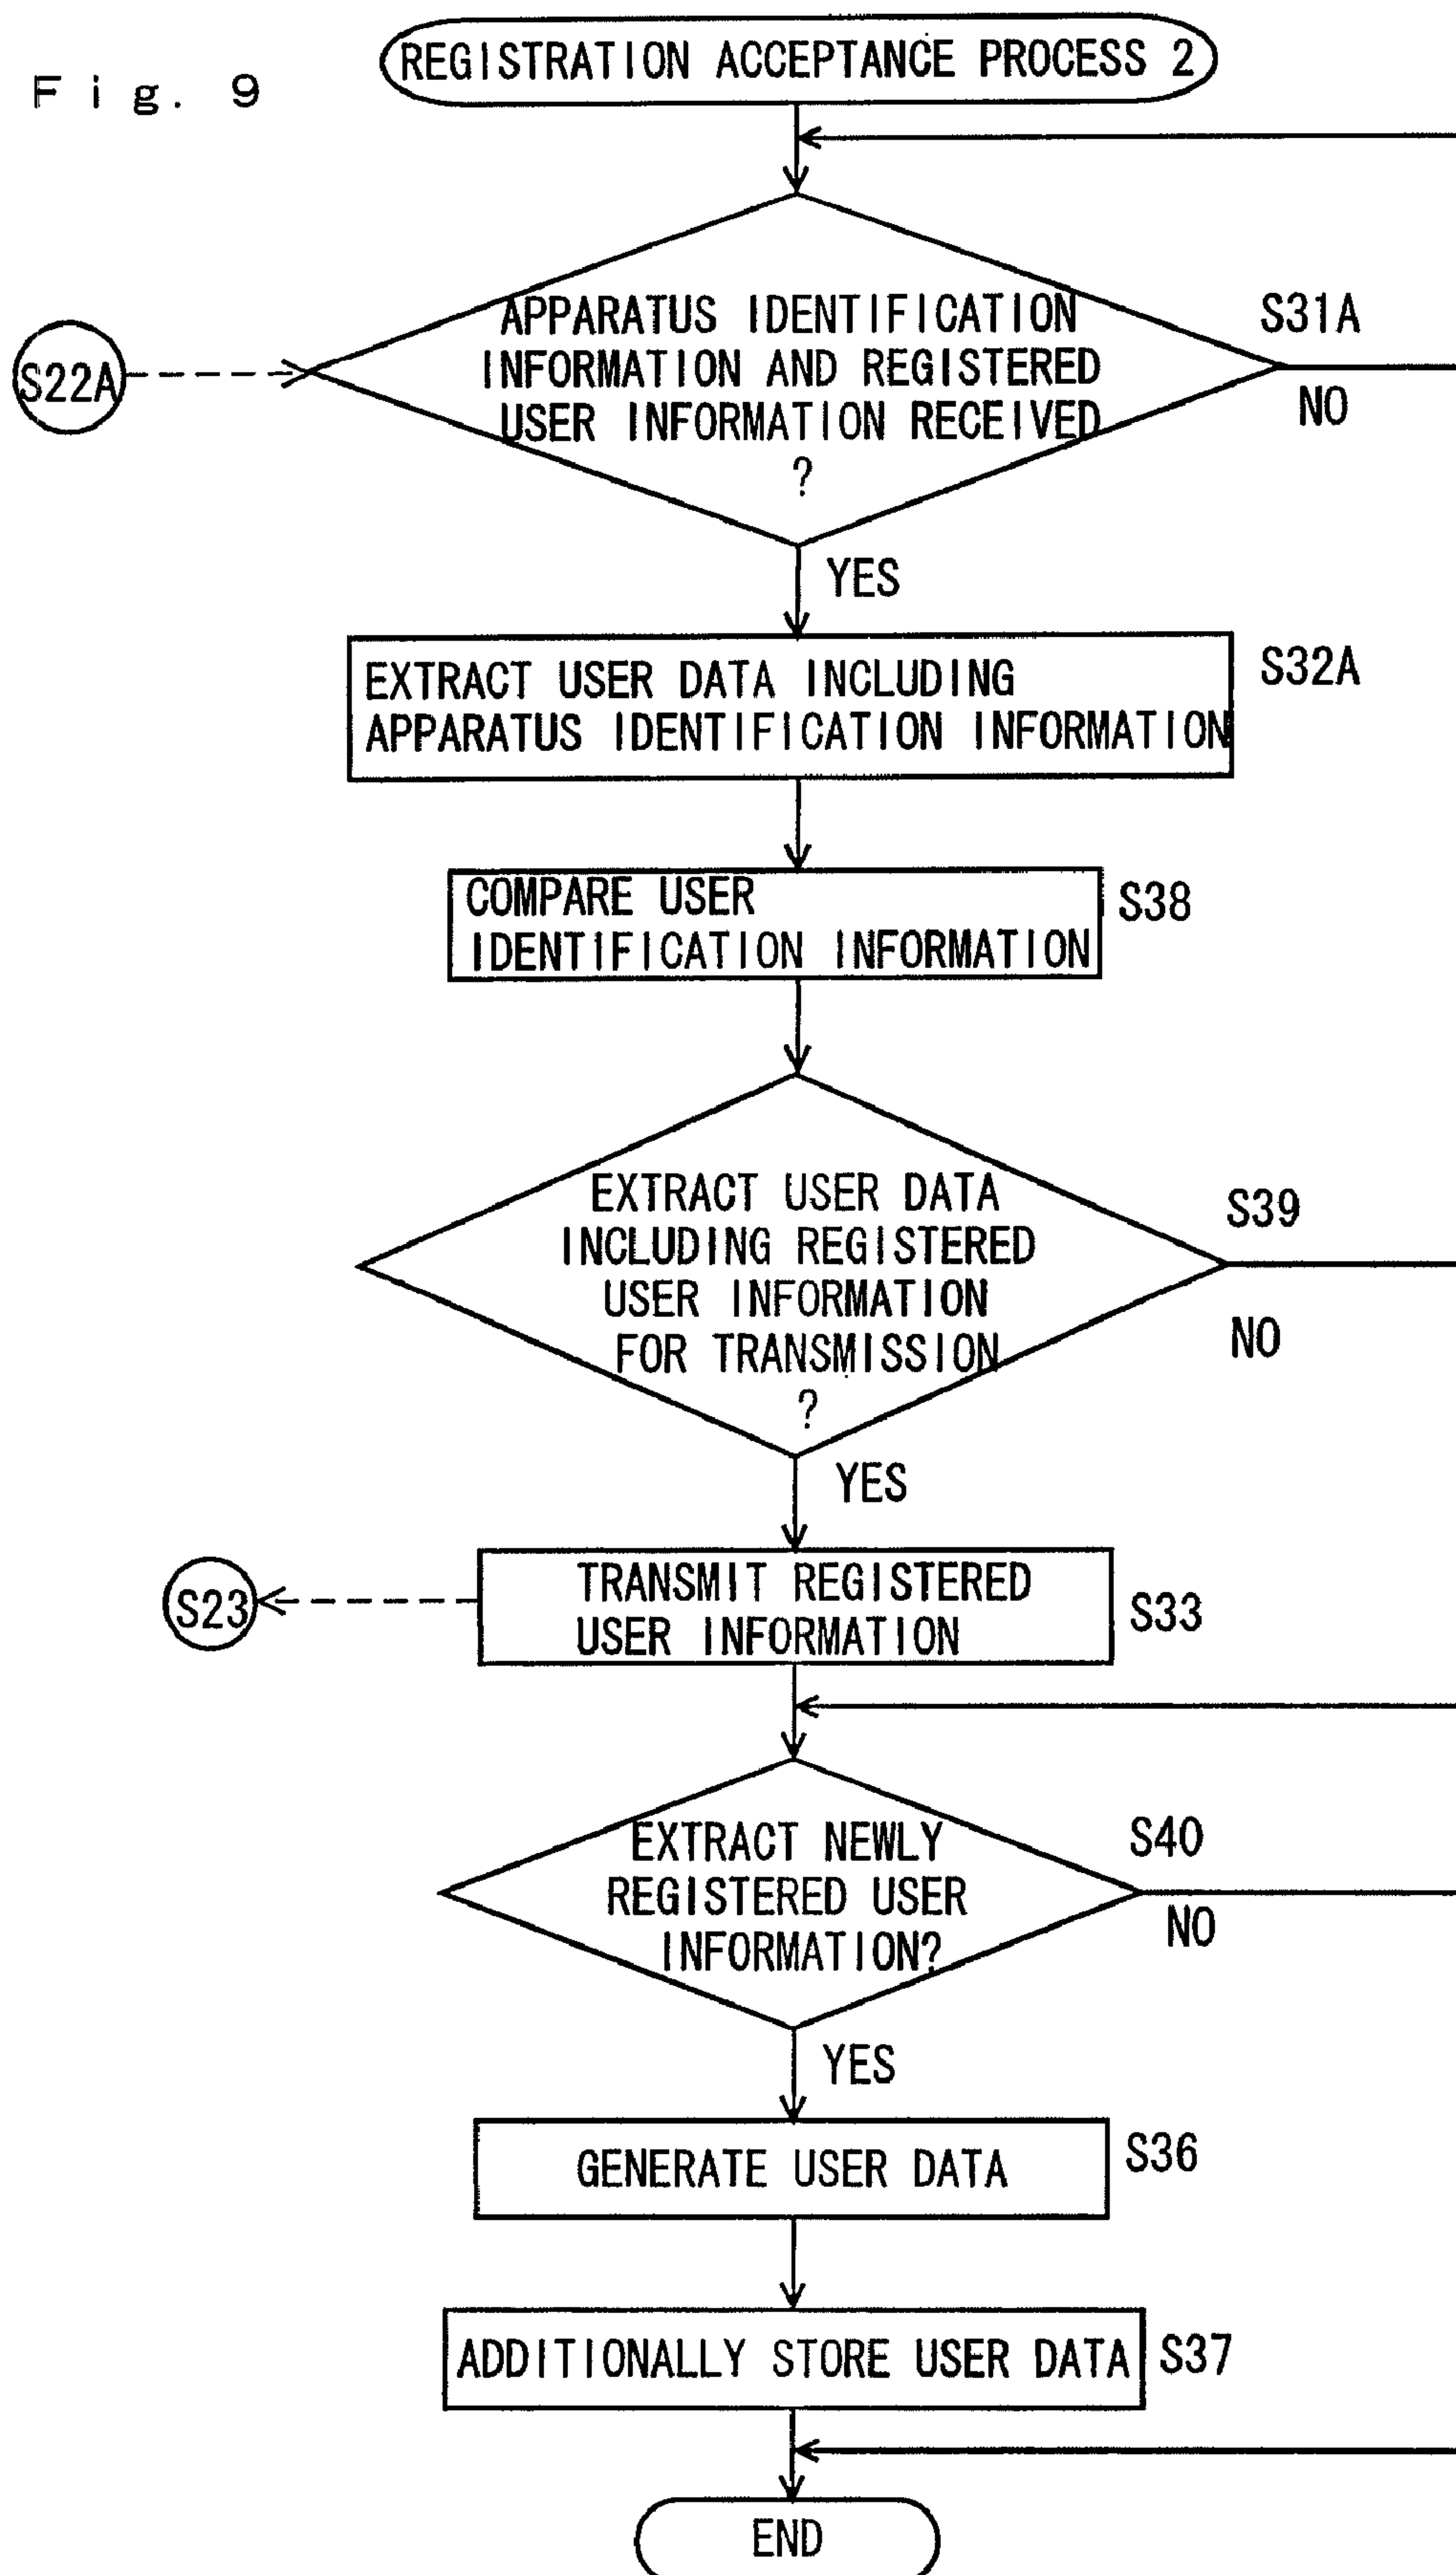 Fig. 9
REGISTRATION ACCEPTANCE PROCESS 2
APPARATUS IDENTIFICATION
INFORMATION AND REGISTERED
USER INFORMATION RECEIVED
?
S31A
NO
S22A
YES
EXTRACT USER DATA INCLUDING
APPARATUS IDENTIFICATION INFORMATION
S32A
COMPARE USER
IDENTIFICATION INFORMATION
S38
EXTRACT USER DATA
INCLUDING REGISTERED
USER INFORMATION
FOR TRANSMISSION
?
S39
NO
YES
TRANSMIT REGISTERED
USER INFORMATION
S33
S23
EXTRACT NEWLY
REGISTERED USER
INFORMATION?
S40
NO
YES
GENERATE USER DATA
S36
ADDITIONALLY STORE USER DATA
S37
END